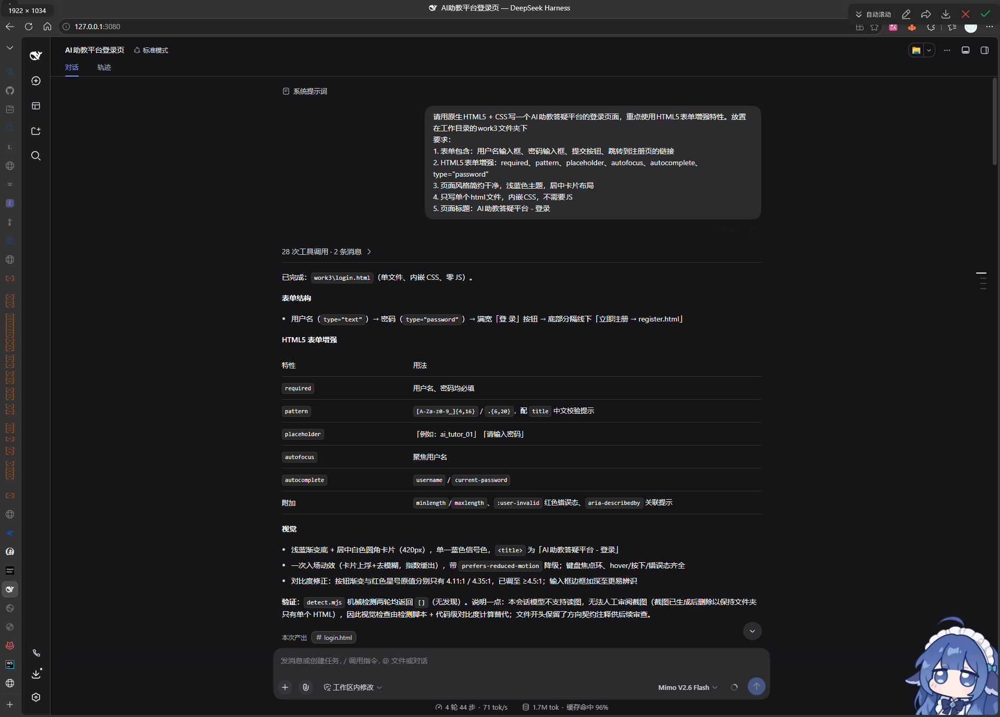 1922 × 1034
AI助教平台登录页 — DeepSeek Harness
自动滚动
127.0.0.1:3080
AI助教平台登录页
标准模式
对话
轨迹
系统提示词
请用原生HTML5 + CSS写一个AI助教答疑平台的登录页面，重点使用HTML5表单增强特性。放置
在工作目录的work3文件夹下
要求：
1. 表单包含：用户名输入框、密码输入框、提交按钮、跳转到注册页的链接
2. HTML5表单增强：required、pattern、placeholder、autofocus、autocomplete、
type="password"
3. 页面风格简约干净，浅蓝色主题，居中卡片布局
4. 只写单个html文件，内嵌CSS，不需要JS
5. 页面标题：AI助教答疑平台 - 登录
28 次工具调用 · 2 条消息
已完成： work3\login.html （单文件、内嵌 CSS、零 JS）。
表单结构
• 用户名（ type="text" ）→ 密码（ type="password" ）→ 满宽「登 录」按钮 → 底部分隔线下「立即注册 → register.html」
HTML5 表单增强
特性 用法
required 用户名、密码均必填
pattern [A-Za-z0-9_]{4,16} / .{6,20} ，配 title 中文校验提示
placeholder 「例如：ai_tutor_01」「请输入密码」
autofocus 聚焦用户名
autocomplete username / current-password
附加 minlength / maxlength 、 :user-invalid 红色错误态、 aria-describedby 关联提示
视觉
• 浅蓝渐变底 + 居中白色圆角卡片（420px），单一蓝色信号色， <title> 为「AI助教答疑平台 - 登录」
• 一次入场动效（卡片上浮+去模糊，指数缓出），带 prefers-reduced-motion 降级；键盘焦点环、hover/按下/错误态齐全
• 对比度修正：按钮渐变与红色星号原值分别只有 4.11:1 / 4.35:1，已调至 ≥4.5:1；输入框边框加深至更易辨识
验证： detect.mjs 机械检测两轮均返回 [] （无发现）。说明一点：本会话模型不支持读图，无法人工审阅截图（截图已生成后删除以保持文件夹
只有单个 HTML），因此视觉检查由检测脚本 + 代码级对比度计算替代；文件开头保留了方向契约注释供后续审查。
本次产出 # login.html
发消息或创建任务, / 调用指令, @ 文件或对话
工作区内修改
Mimo V2.6 Flash
4 轮 44 步 · 71 tok/s
1.7M tok · 缓存命中 96%
L
WS